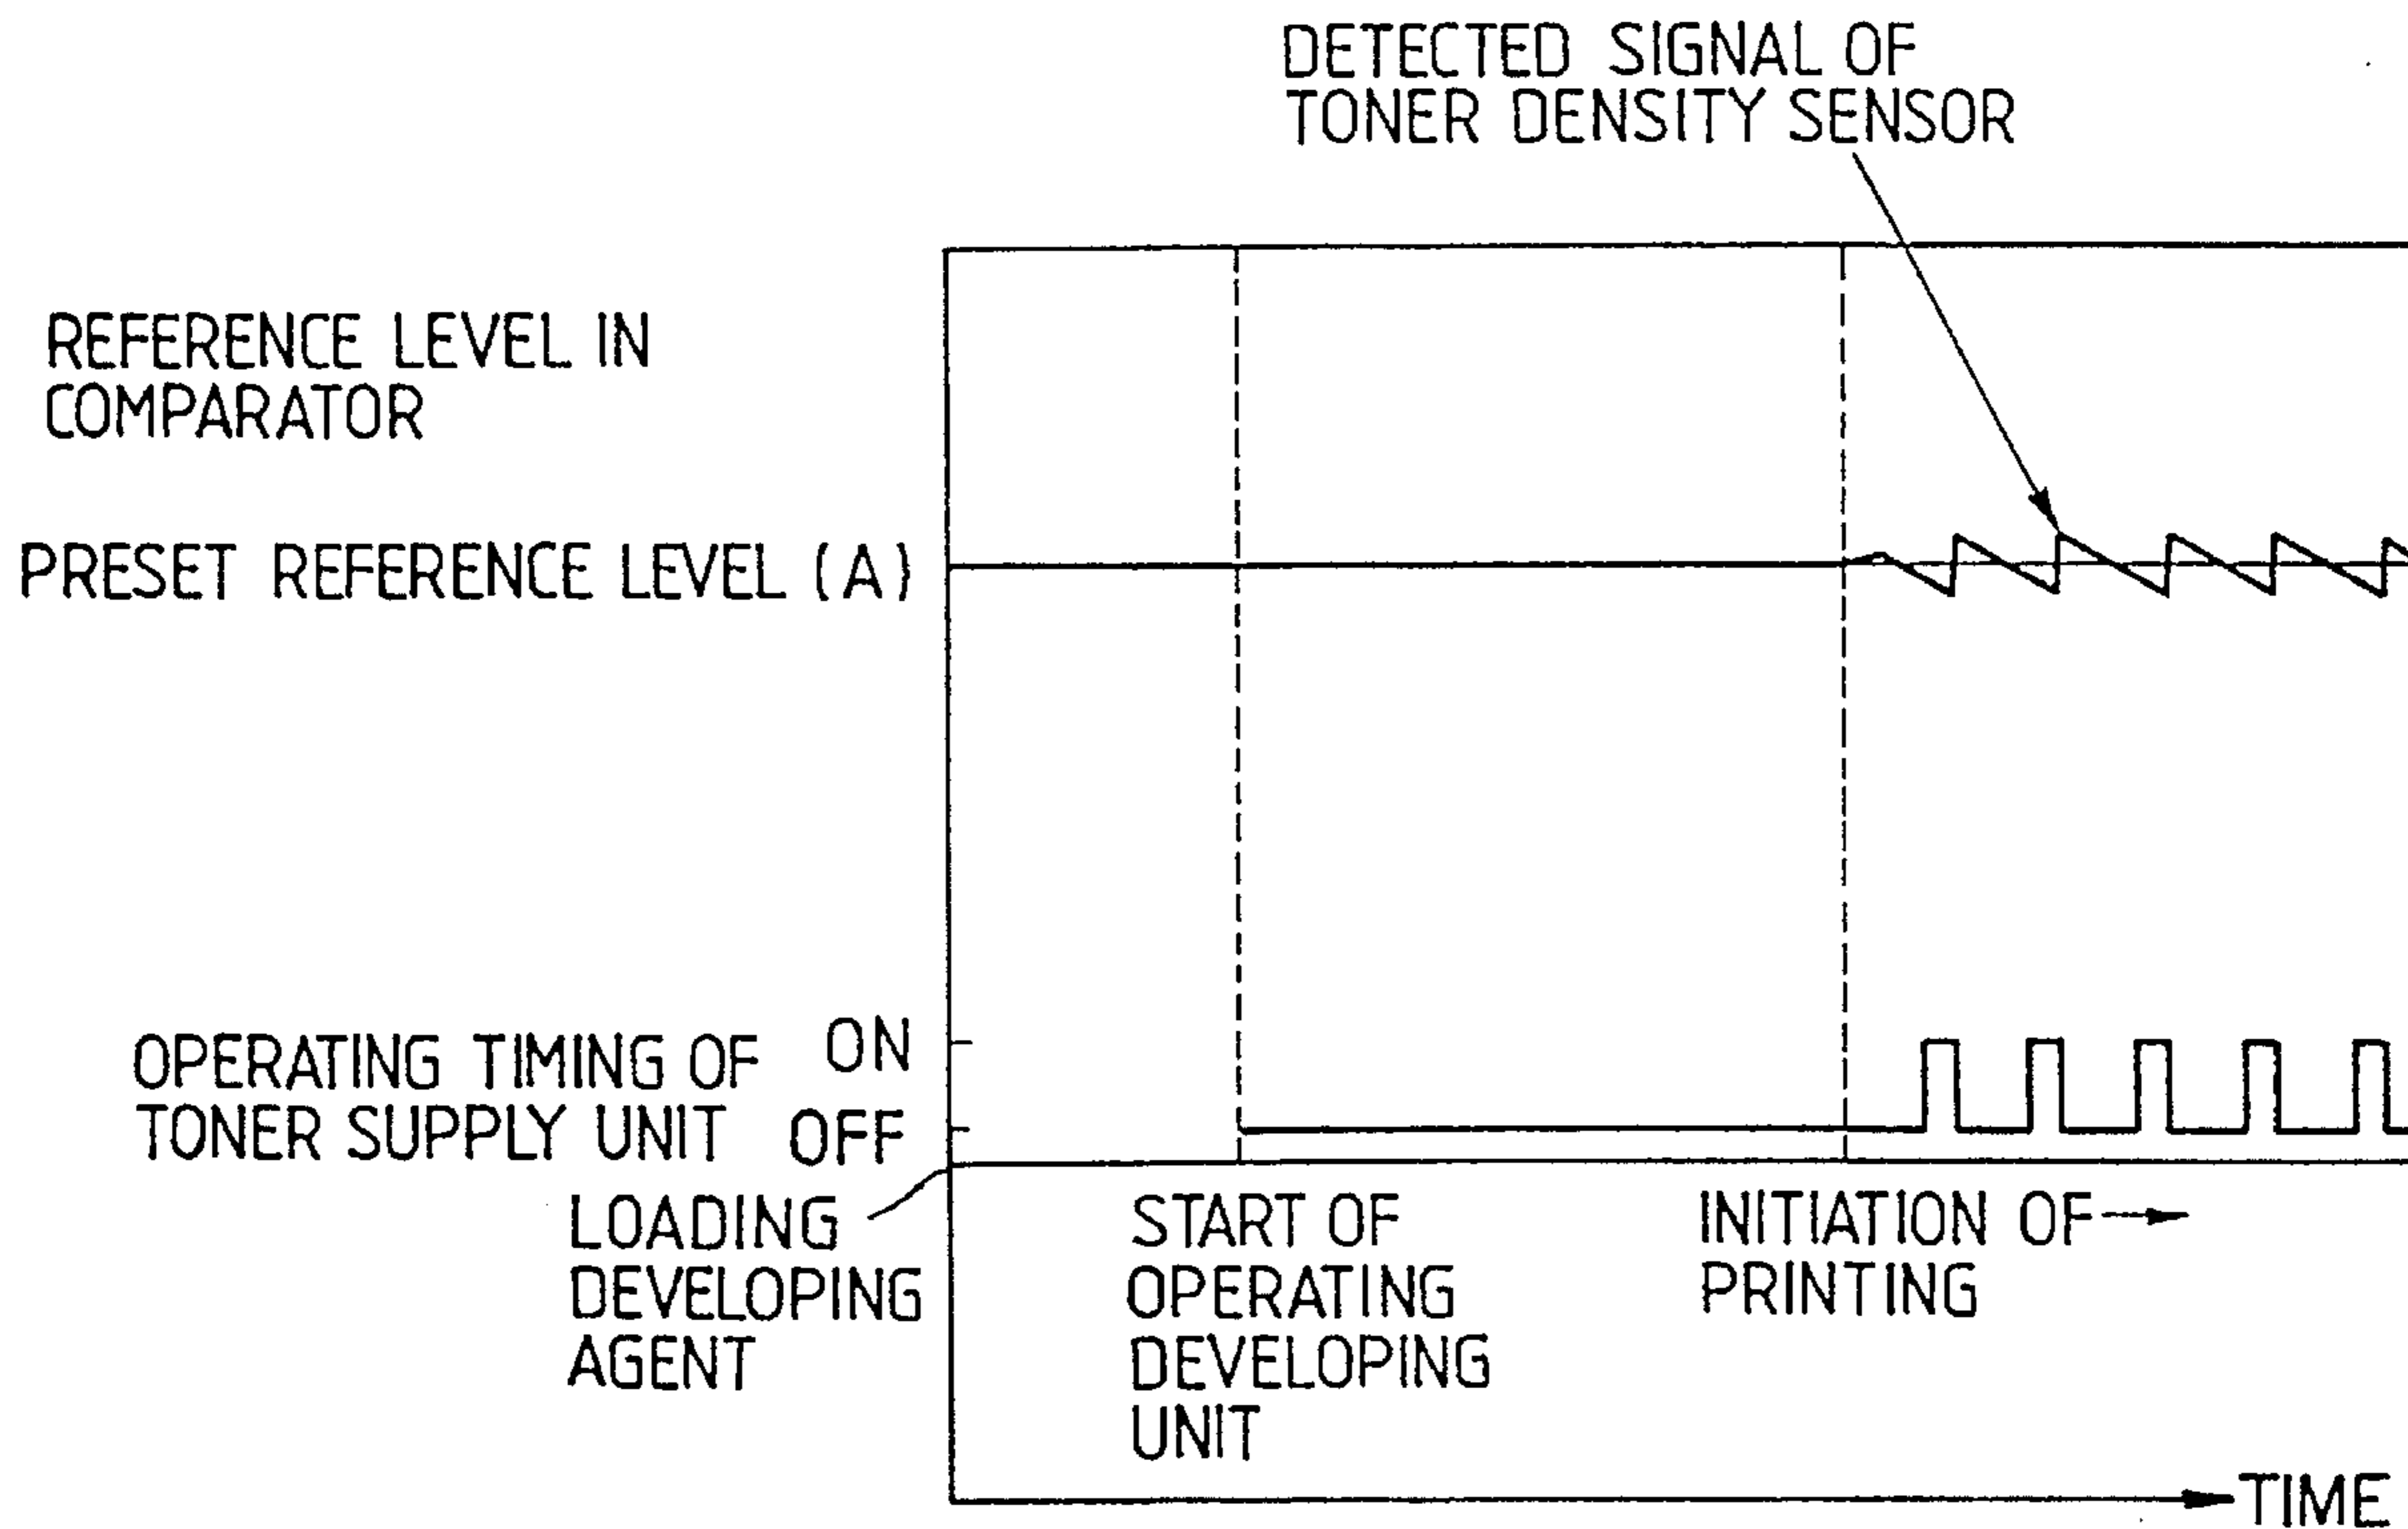 DETECTED SIGNAL OF
TONER DENSITY SENSOR
REFERENCE LEVEL IN
COMPARATOR
PRESET REFERENCE LEVEL (A)
OPERATING TIMING OF
TONER SUPPLY UNIT
ON
OFF
LOADING
DEVELOPING
AGENT
START OF
OPERATING
DEVELOPING
UNIT
INITIATION OF
PRINTING
TIME